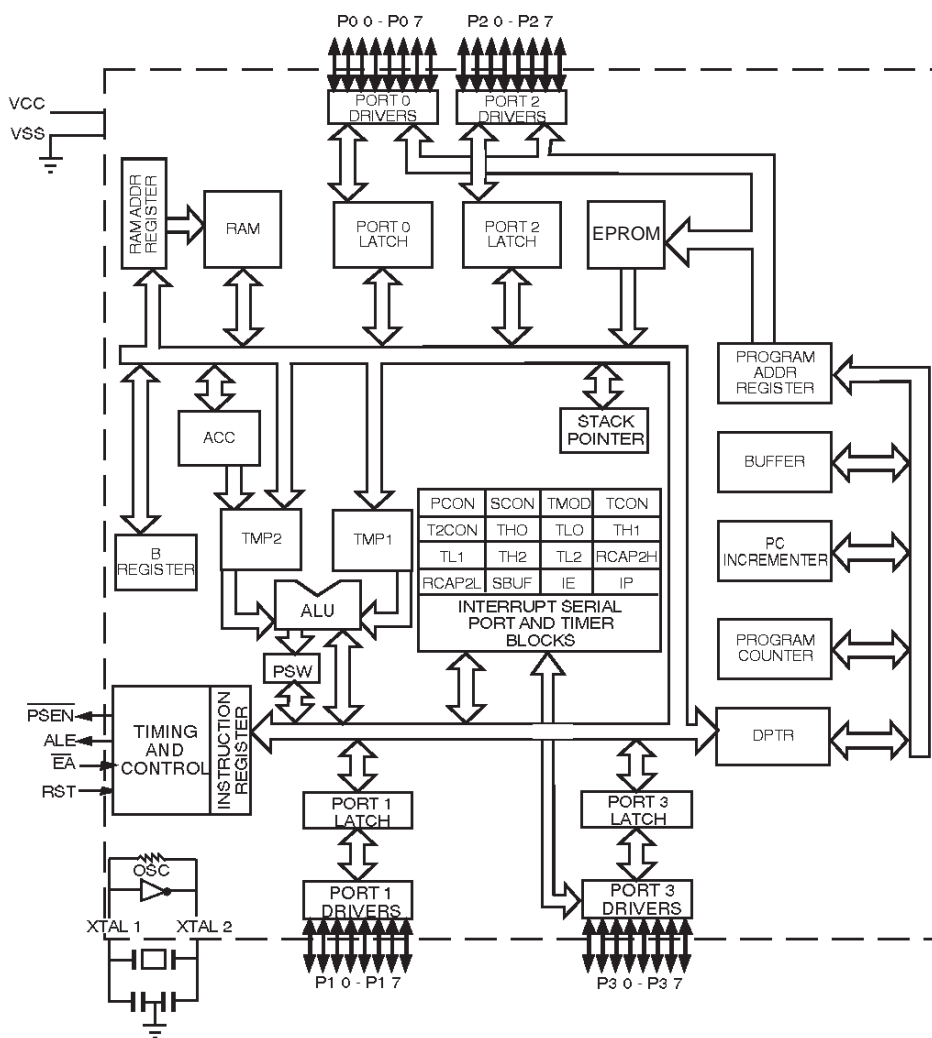 P0 0 - P0 7
P2 0 - P2 7
PORT 0
DRIVERS
PORT 2
DRIVERS
VCC
VSS
RAM ADDR
REGISTER
RAM
PORT 0
LATCH
PORT 2
LATCH
EPROM
PROGRAM
ADDR
REGISTER
ACC
STACK
POINTER
BUFFER
B
REGISTER
TMP2
TMP1
PCON SCON TMOD TCON
T2CON THO TLO TH1
TL1 TH2 TL2 RCAP2H
RCAP2L SBUF IE IP
INTERRUPT SERIAL
PORT AND TIMER
BLOCKS
PC
INCREMENTER
ALU
PSW
PROGRAM
COUNTER
PSEN
ALE
EA
RST
TIMING
AND
CONTROL
INSTRUCTION
REGISTER
DPTR
PORT 1
LATCH
PORT 3
LATCH
OSC
XTAL 1
XTAL 2
PORT 1
DRIVERS
PORT 3
DRIVERS
P1 0 - P1 7
P3 0 - P3 7